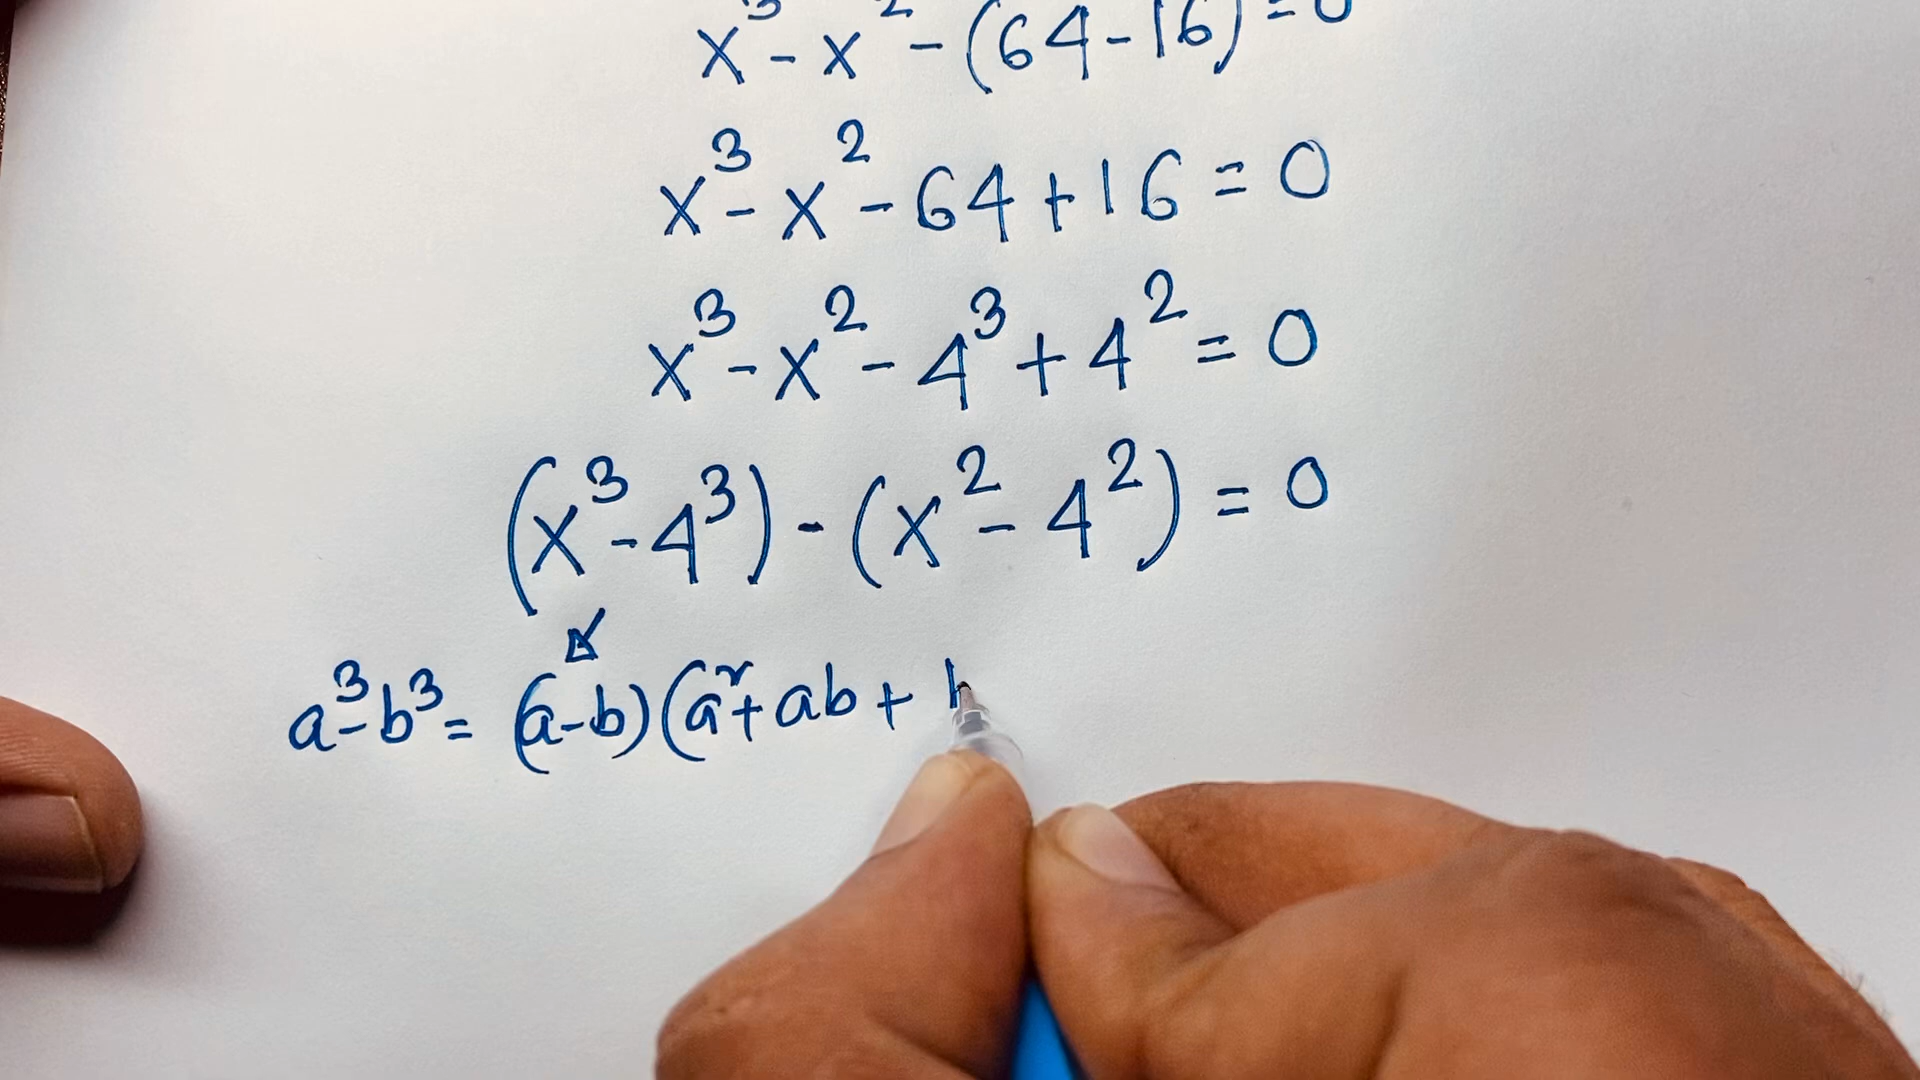 x³ - x² - (64 - 16) = 0
x³ - x² - 64 + 16 = 0
x³ - x² - 4³ + 4² = 0
(x³ - 4³) - (x² - 4²) = 0
a³ - b³ = (a - b)(a² + ab +